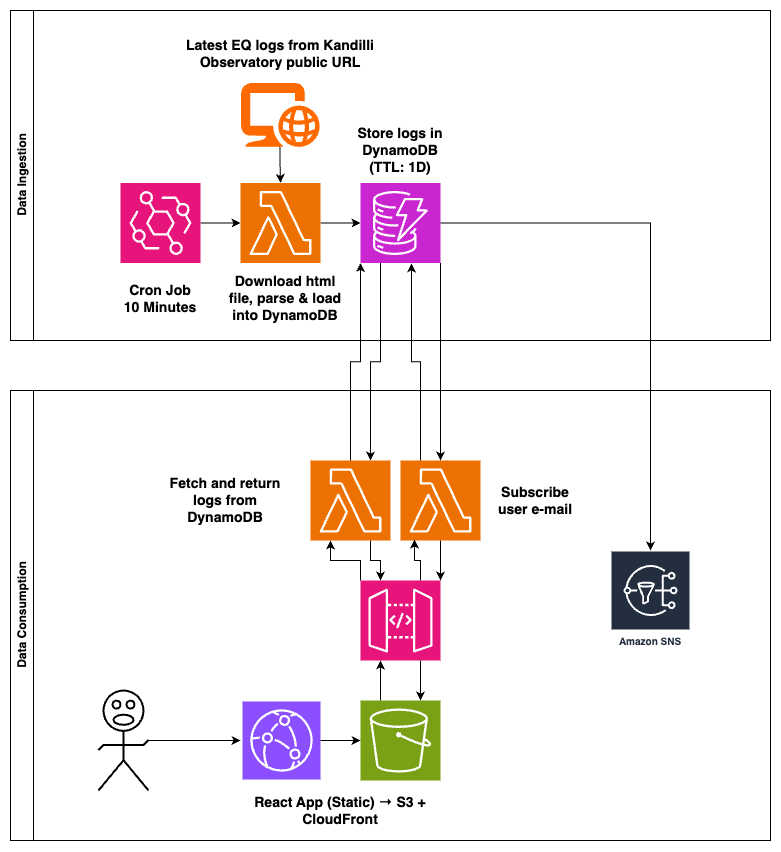 Data Ingestion
Latest EQ logs from Kandilli
Observatory public URL
Store logs in
DynamoDB
(TTL: 1D)
Cron Job
10 Minutes
Download html
file, parse & load
into DynamoDB
Data Consumption
Fetch and return
logs from
DynamoDB
Subscribe
user e-mail
</>
Amazon SNS
React App (Static) → S3 +
CloudFront